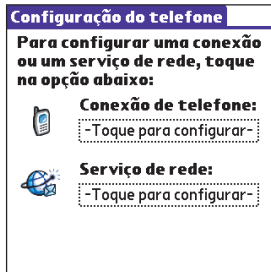 Configuração do telefone
Para configurar uma conexão
ou um serviço de rede, toque
na opção abaixo:
Conexão de telefone:
-Toque para configurar-
Serviço de rede:
-Toque para configurar-